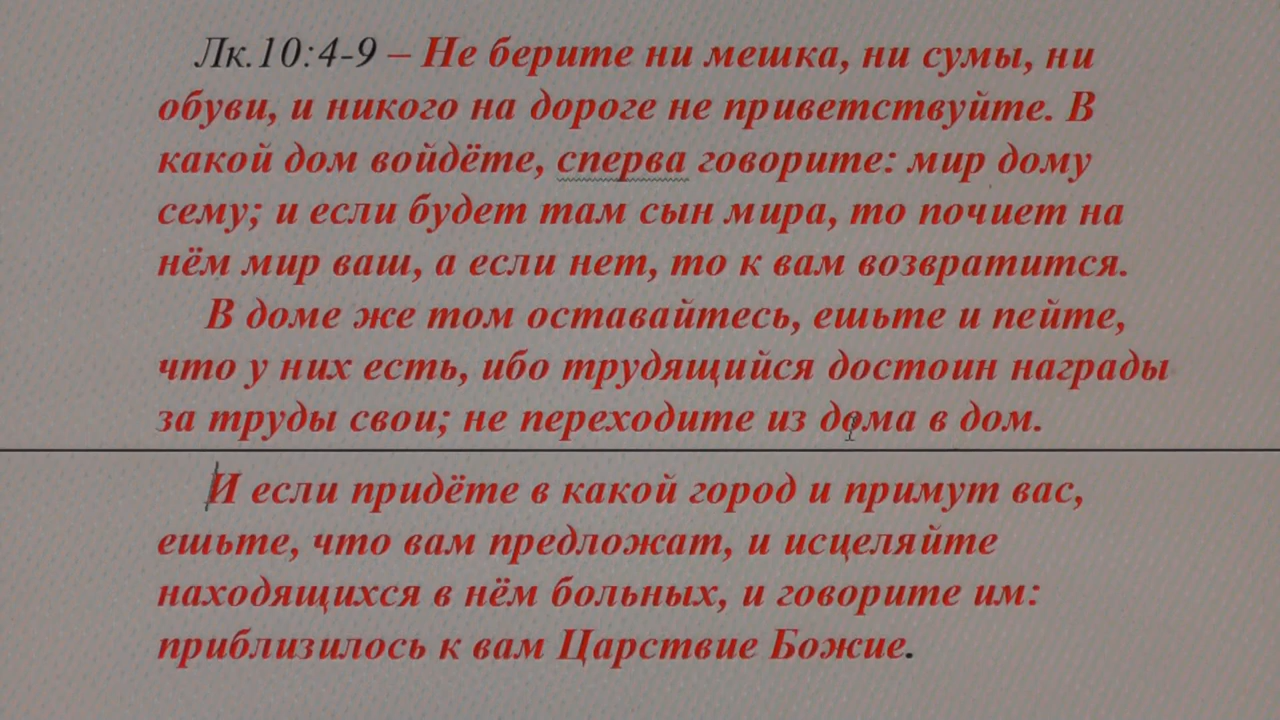 Лк.10:4-9 – Не берите ни мешка, ни сумы, ни
обуви, и никого на дороге не приветствуйте. В
какой дом войдёте, сперва говорите: мир дому
сему; и если будет там сын мира, то почиет на
нём мир ваш, а если нет, то к вам возвратится.
В доме же том оставайтесь, ешьте и пейте,
что у них есть, ибо трудящийся достоин награды
за труды свои; не переходите из дома в дом.
И если придёте в какой город и примут вас,
ешьте, что вам предложат, и исцеляйте
находящихся в нём больных, и говорите им:
приблизилось к вам Царствие Божие.